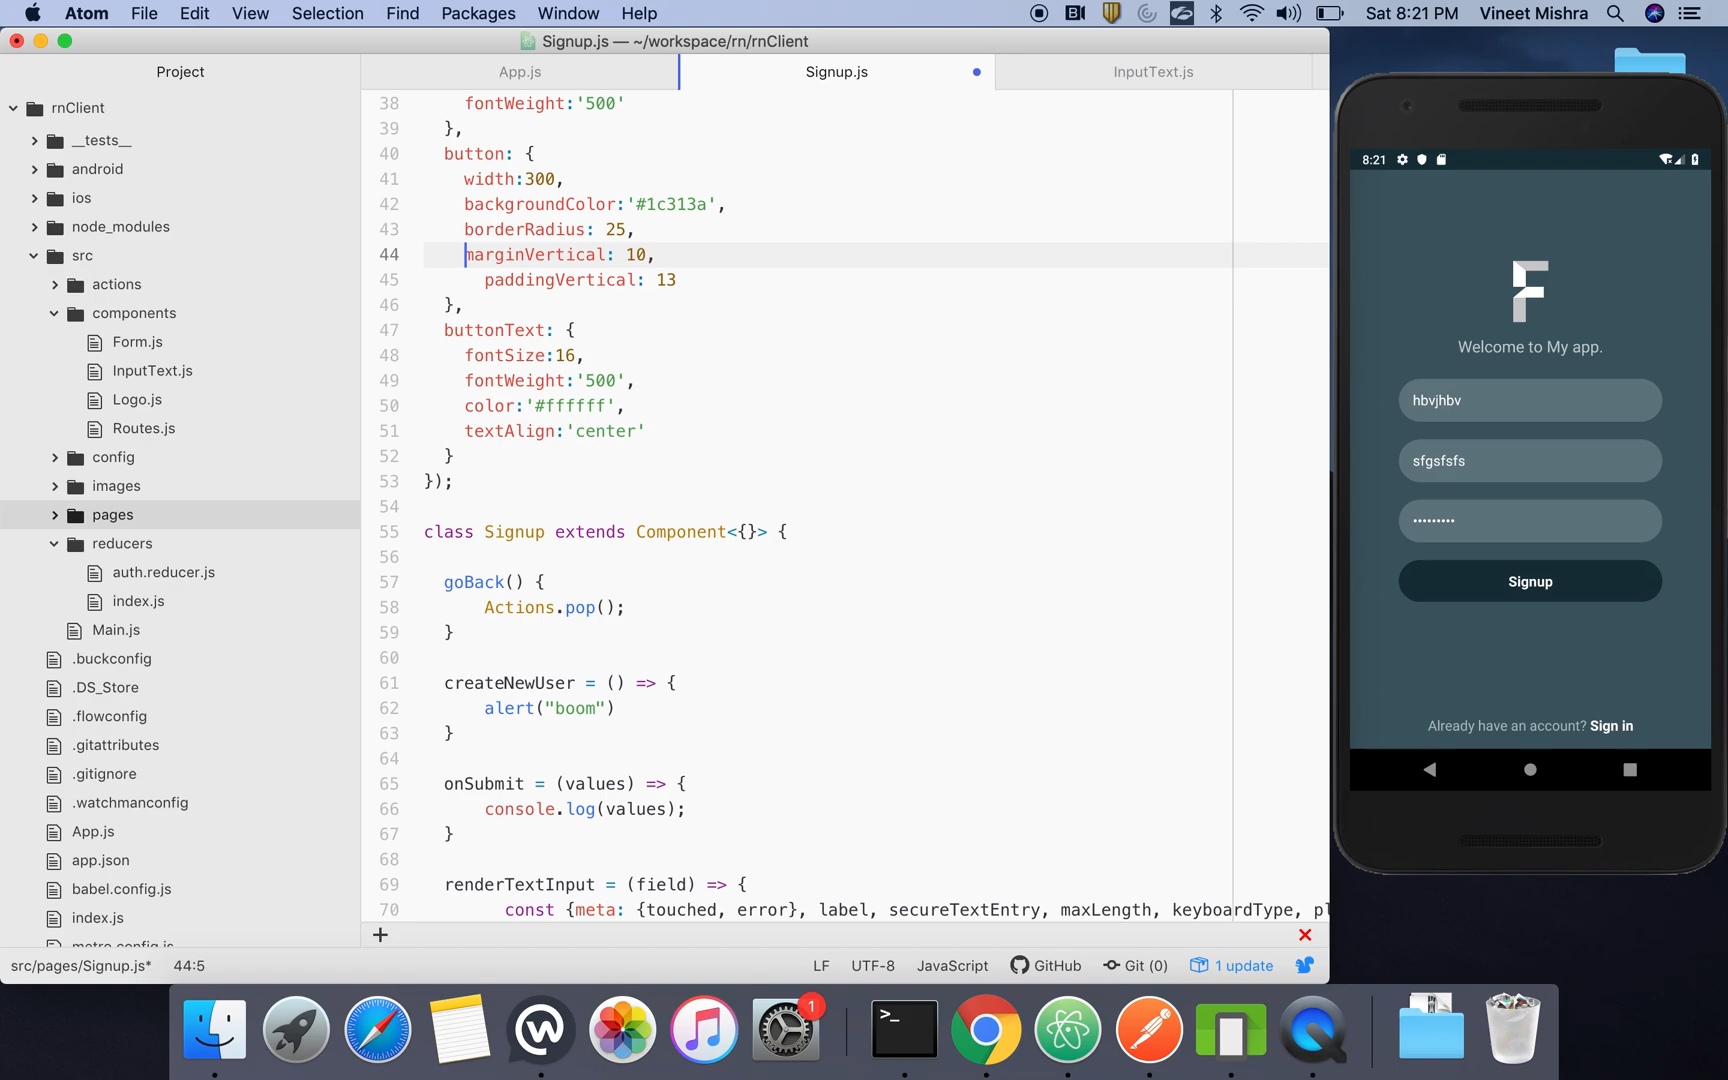 Atom File Edit View Selection Find Packages Window Help Sat 8:21 PM Vineet Mishra
Signup.js — ~/workspace/rn/rnClient
Project
App.js
Signup.js
InputText.js
rnClient
__tests__
android
ios
node_modules
src
actions
components
Form.js
InputText.js
Logo.js
Routes.js
config
images
pages
reducers
auth.reducer.js
index.js
Main.js
.buckconfig
.DS_Store
.flowconfig
.gitattributes
.gitignore
.watchmanconfig
App.js
app.json
babel.config.js
index.js
metro.config.js
38 fontWeight:'500'
39 },
40 button: {
41 width:300,
42 backgroundColor:'#1c313a',
43 borderRadius: 25,
44 marginVertical: 10,
45 paddingVertical: 13
46 },
47 buttonText: {
48 fontSize:16,
49 fontWeight:'500',
50 color:'#ffffff',
51 textAlign:'center'
52 }
53 });
54
55 class Signup extends Component<{}> {
56
57 goBack() {
58 Actions.pop();
59 }
60
61 createNewUser = () => {
62 alert("boom")
63 }
64
65 onSubmit = (values) => {
66 console.log(values);
67 }
68
69 renderTextInput = (field) => {
70 const {meta: {touched, error}, label, secureTextEntry, maxLength, keyboardType, pl
src/pages/Signup.js* 44:5 LF UTF-8 JavaScript GitHub Git (0) 1 update
8:21
Welcome to My app.
hbvjhbv
sfgsfsfs
•••••••••
Signup
Already have an account? Sign in
1
>_